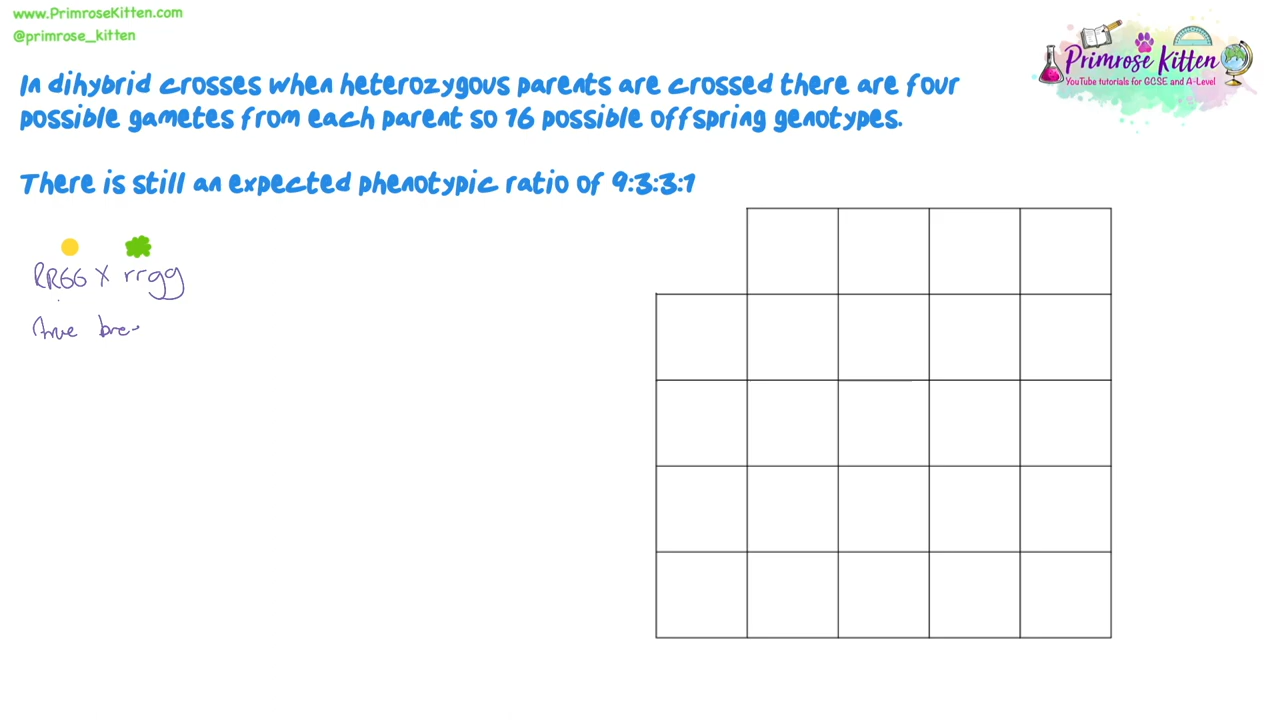 www.PrimroseKitten.com
@primrose_kitten
Primrose Kitten
YouTube tutorials for GCSE and A-Level
In dihybrid crosses when heterozygous parents are crossed there are four
possible gametes from each parent so 16 possible offspring genotypes.
There is still an expected phenotypic ratio of 9:3:3:1
RRGG X rrgg
true bre